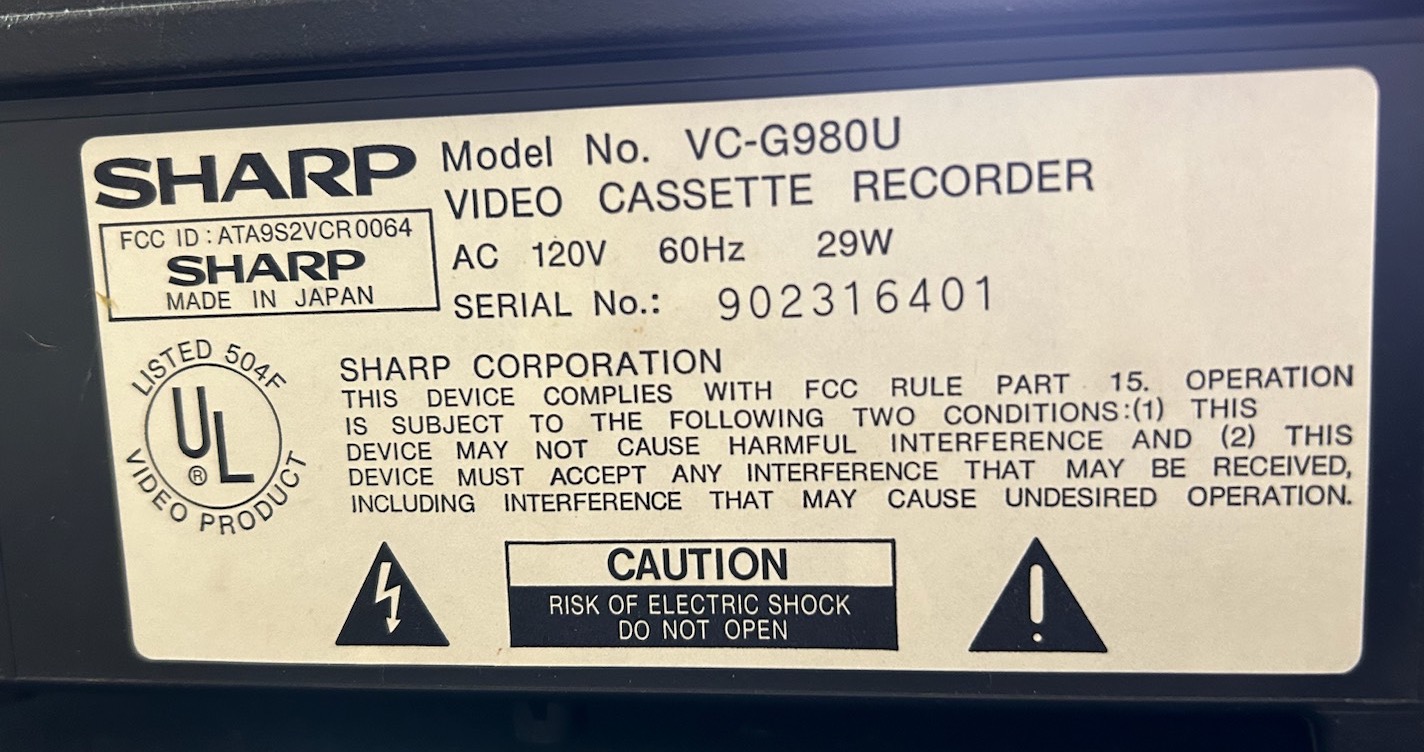 SHARP
Model No. VC-G980U
VIDEO CASSETTE RECORDER
FCC ID : ATA9S2VCR0064
SHARP
MADE IN JAPAN
AC 120V 60Hz 29W
SERIAL No.: 902316401
LISTED 504F
UL
®
VIDEO PRODUCT
SHARP CORPORATION
THIS DEVICE COMPLIES WITH FCC RULE PART 15. OPERATION
IS SUBJECT TO THE FOLLOWING TWO CONDITIONS:(1) THIS
DEVICE MAY NOT CAUSE HARMFUL INTERFERENCE AND (2) THIS
DEVICE MUST ACCEPT ANY INTERFERENCE THAT MAY BE RECEIVED,
INCLUDING INTERFERENCE THAT MAY CAUSE UNDESIRED OPERATION.
CAUTION
RISK OF ELECTRIC SHOCK
DO NOT OPEN
!